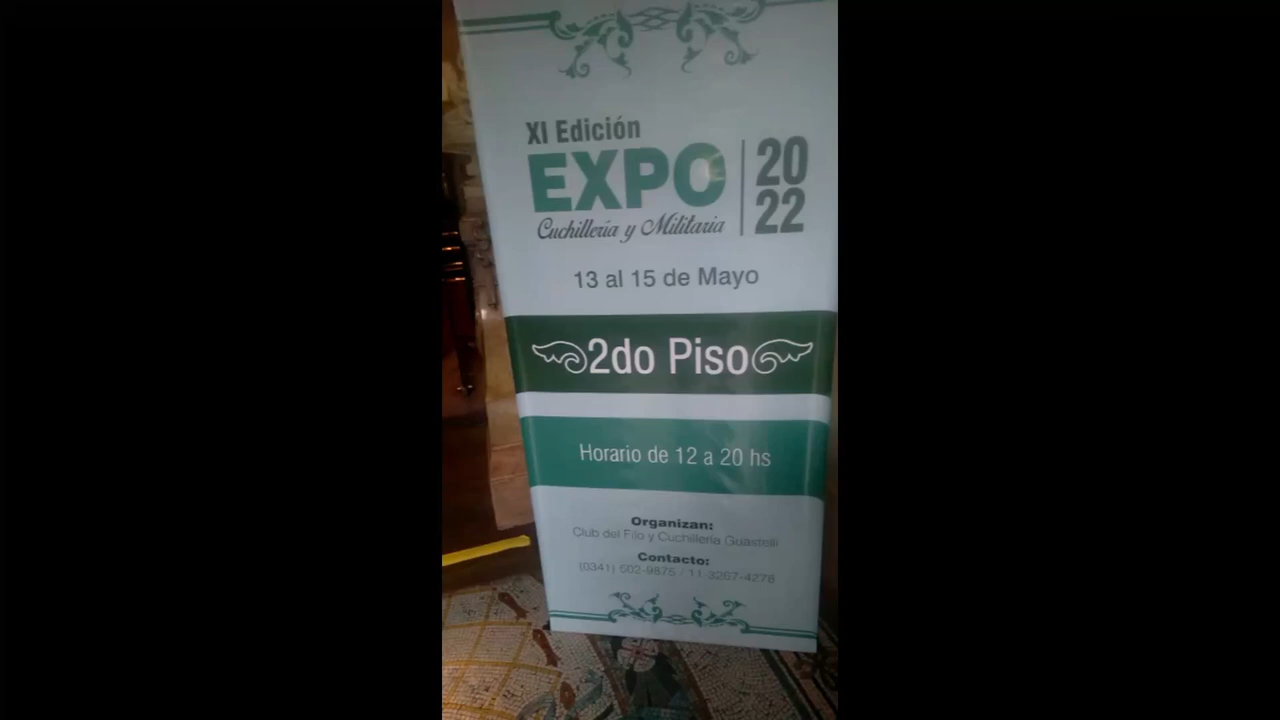 XI Edición
EXPO
Cuchillería y Militaria
20
22
13 al 15 de Mayo
2do Piso
Horario de 12 a 20 hs
Organizan:
Club del Filo y Cuchillería Guastelli
Contacto:
(0341) 602-9875 / 11-3267-4278